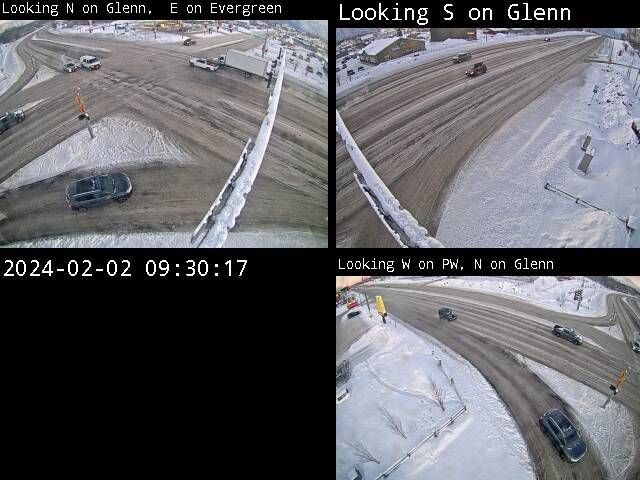 Looking N on Glenn, E on Evergreen
Looking S on Glenn
2024-02-02 09:30:17
Looking W on PW, N on Glenn